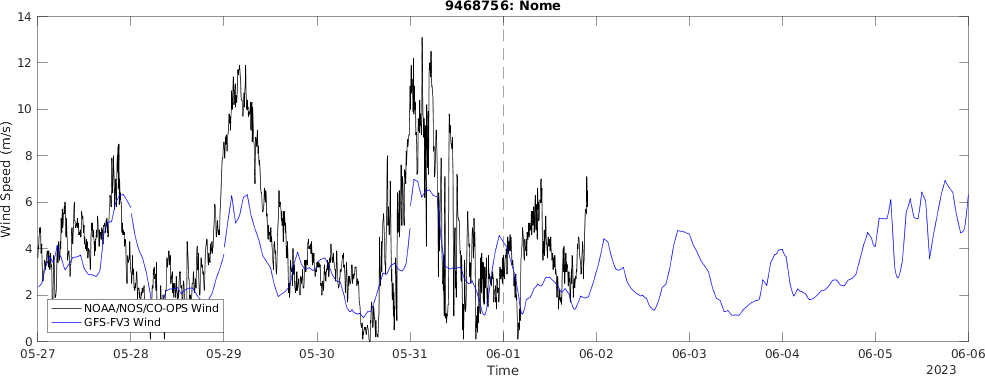 9468756: Nome
14
12
10
8
6
4
2
0
Wind Speed (m/s)
NOAA/NOS/CO-OPS Wind
GFS-FV3 Wind
05-27 05-28 05-29 05-30 05-31 06-01 06-02 06-03 06-04 06-05 06-06
Time
2023